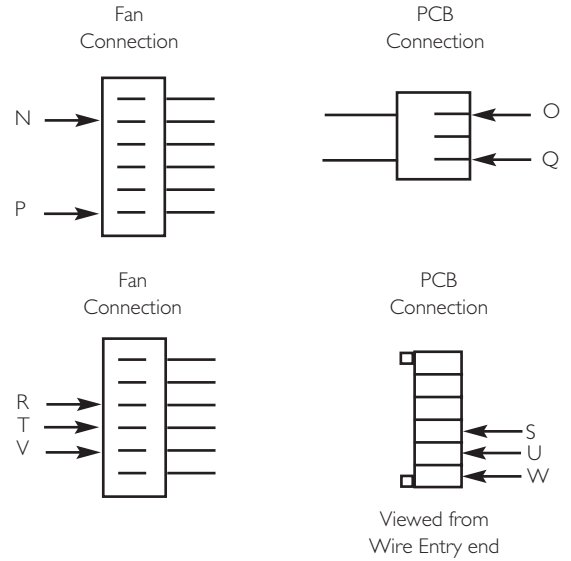 Fan
Connection
PCB
Connection
N
O
Q
P
Fan
Connection
PCB
Connection
R
T
V
S
U
W
Viewed from
Wire Entry end